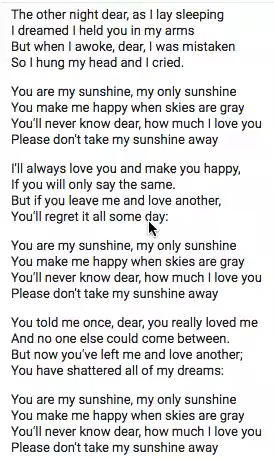 The other night dear, as I lay sleeping
I dreamed I held you in my arms
But when I awoke, dear, I was mistaken
So I hung my head and I cried.
You are my sunshine, my only sunshine
You make me happy when skies are gray
You'll never know dear, how much I love you
Please don't take my sunshine away
I'll always love you and make you happy,
If you will only say the same.
But if you leave me and love another,
You'll regret it all some day:
You are my sunshine, my only sunshine
You make me happy when skies are gray
You'll never know dear, how much I love you
Please don't take my sunshine away
You told me once, dear, you really loved me
And no one else could come between.
But now you've left me and love another;
You have shattered all of my dreams:
You are my sunshine, my only sunshine
You make me happy when skies are gray
You'll never know dear, how much I love you
Please don't take my sunshine away